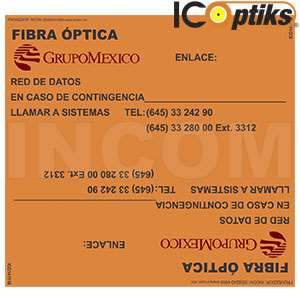 ICOptiks
FIBRA ÓPTICA
GRUPOMEXICO ENLACE:
RED DE DATOS
EN CASO DE CONTINGENCIA
LLAMAR A SISTEMAS TEL:(645) 33 242 90
(645) 33 280 00 Ext. 3312
INCOM
(645) 33 280 00 Ext. 3312
LLAMAR A SISTEMAS TEL:(645) 33 242 90
EN CASO DE CONTINGENCIA
RED DE DATOS
GRUPOMEXICO ENLACE:
FIBRA ÓPTICA